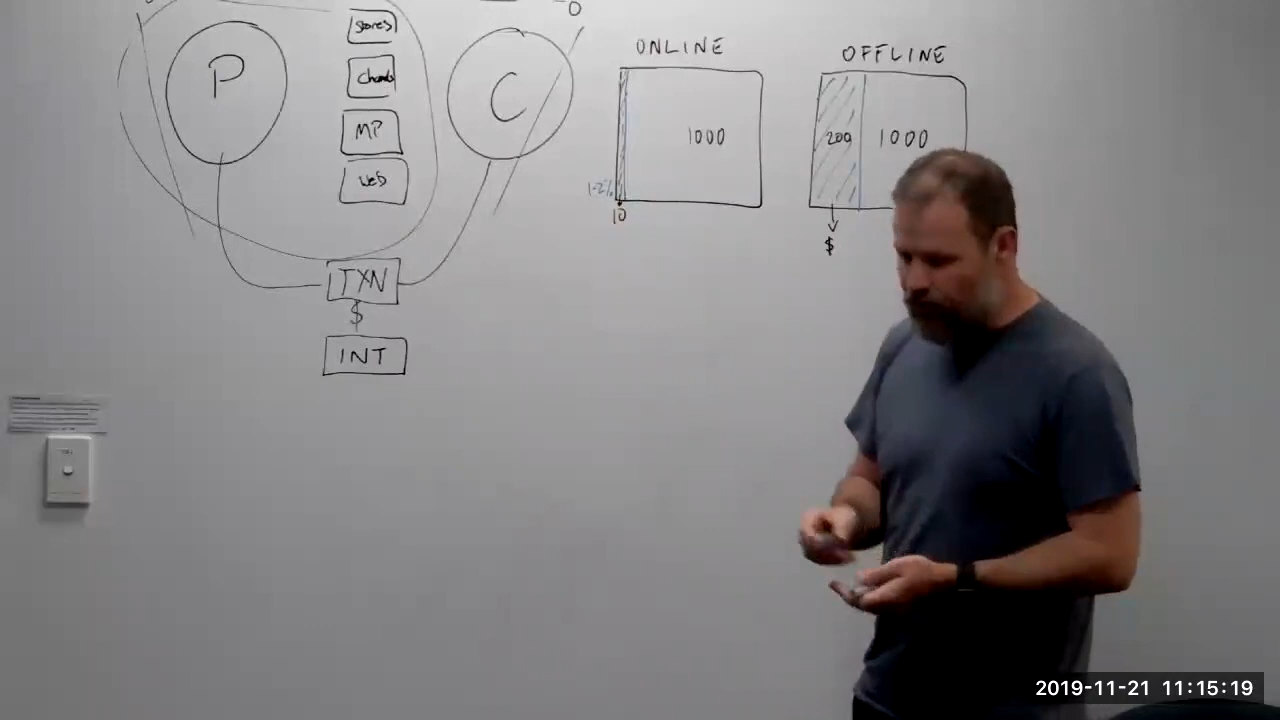 Stores
P
C
ONLINE
OFFLINE
MP
1000
200
1000
Web
1-2%
10
$
TXN
$
INT
2019-11-21 11:15:19